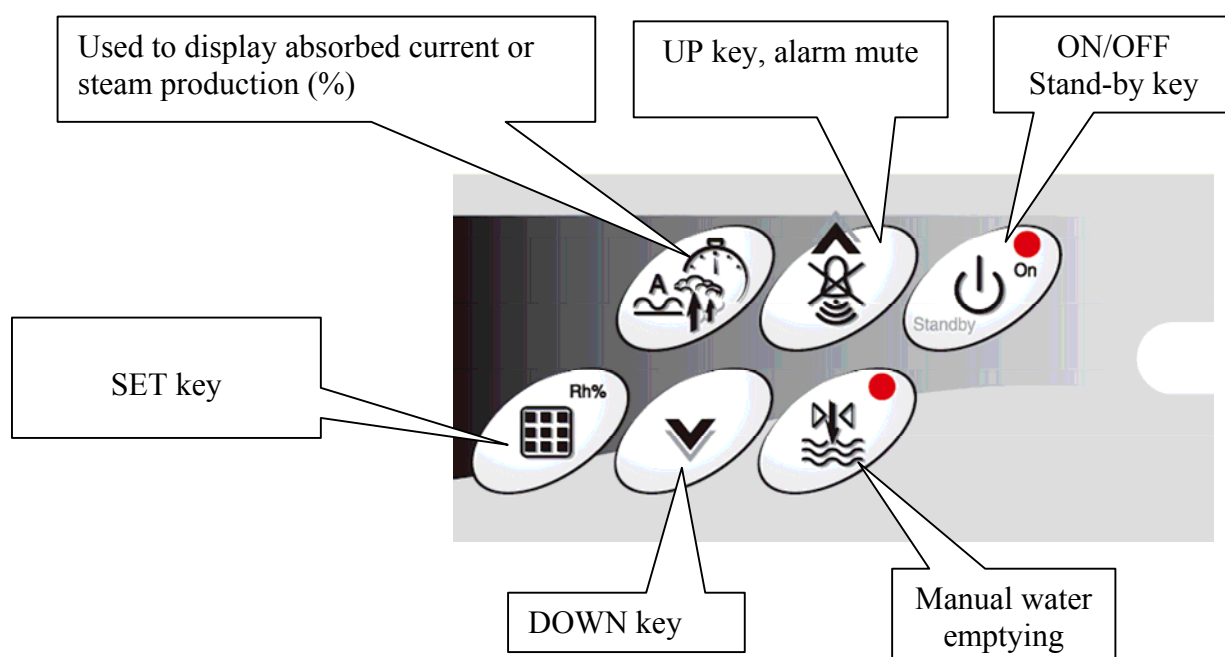 Used to display absorbed current or
steam production (%)
UP key, alarm mute
ON/OFF
Stand-by key
A
On
Standby
SET key
Rh%
DOWN key
Manual water
emptying